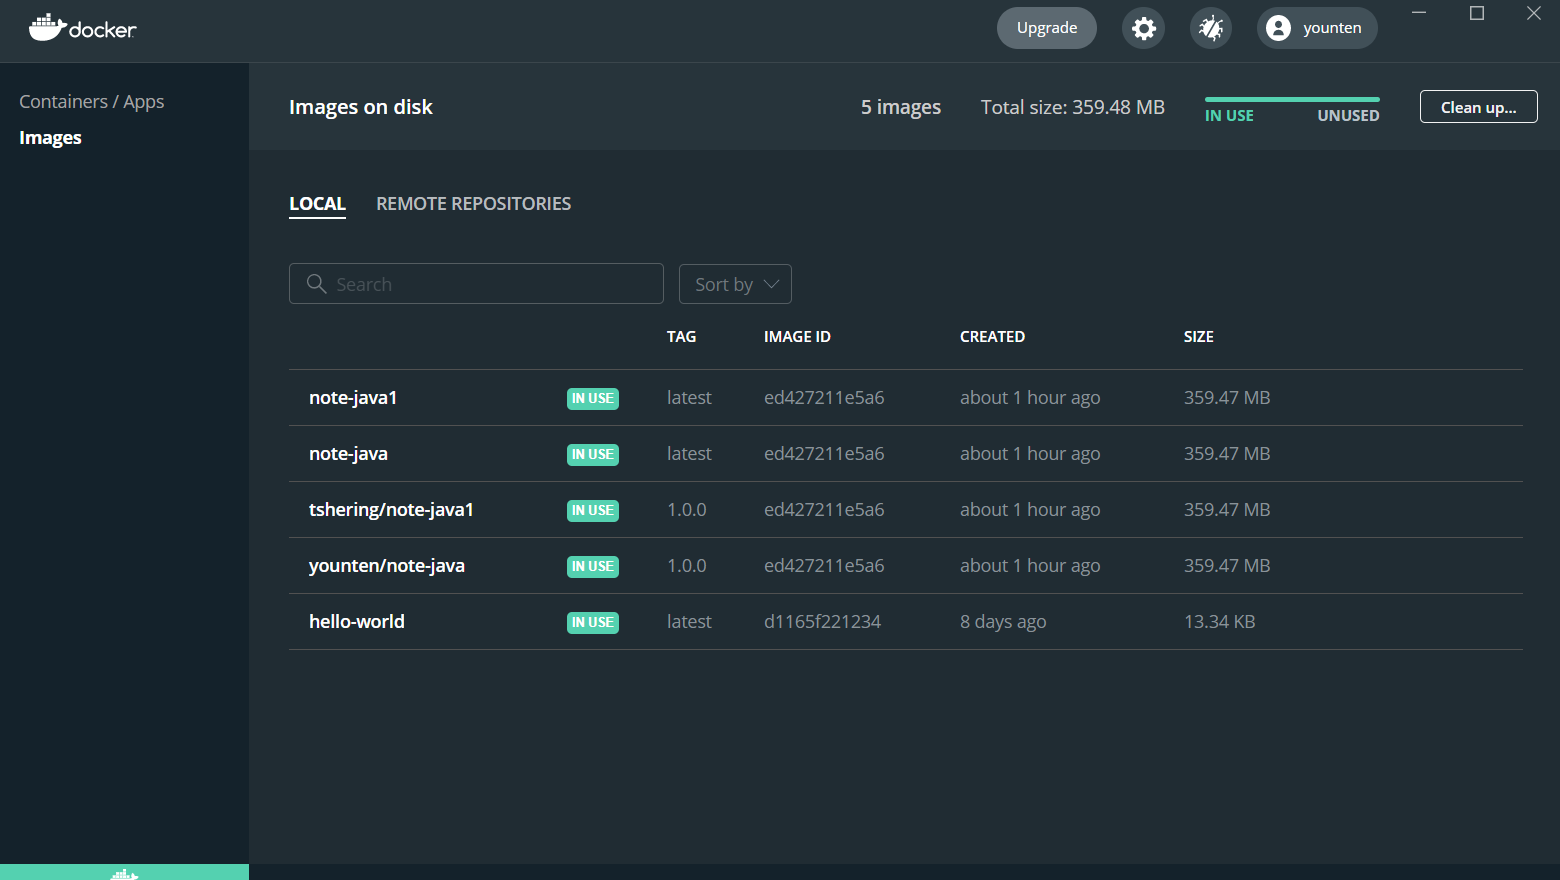 docker
Upgrade
younten
Containers / Apps
Images
Images on disk
5 images
Total size: 359.48 MB
IN USE
UNUSED
Clean up...
LOCAL
REMOTE REPOSITORIES
Search
Sort by
TAG IMAGE ID CREATED SIZE
note-java1 IN USE latest ed427211e5a6 about 1 hour ago 359.47 MB
note-java IN USE latest ed427211e5a6 about 1 hour ago 359.47 MB
tshering/note-java1 IN USE 1.0.0 ed427211e5a6 about 1 hour ago 359.47 MB
younten/note-java IN USE 1.0.0 ed427211e5a6 about 1 hour ago 359.47 MB
hello-world IN USE latest d1165f221234 8 days ago 13.34 KB